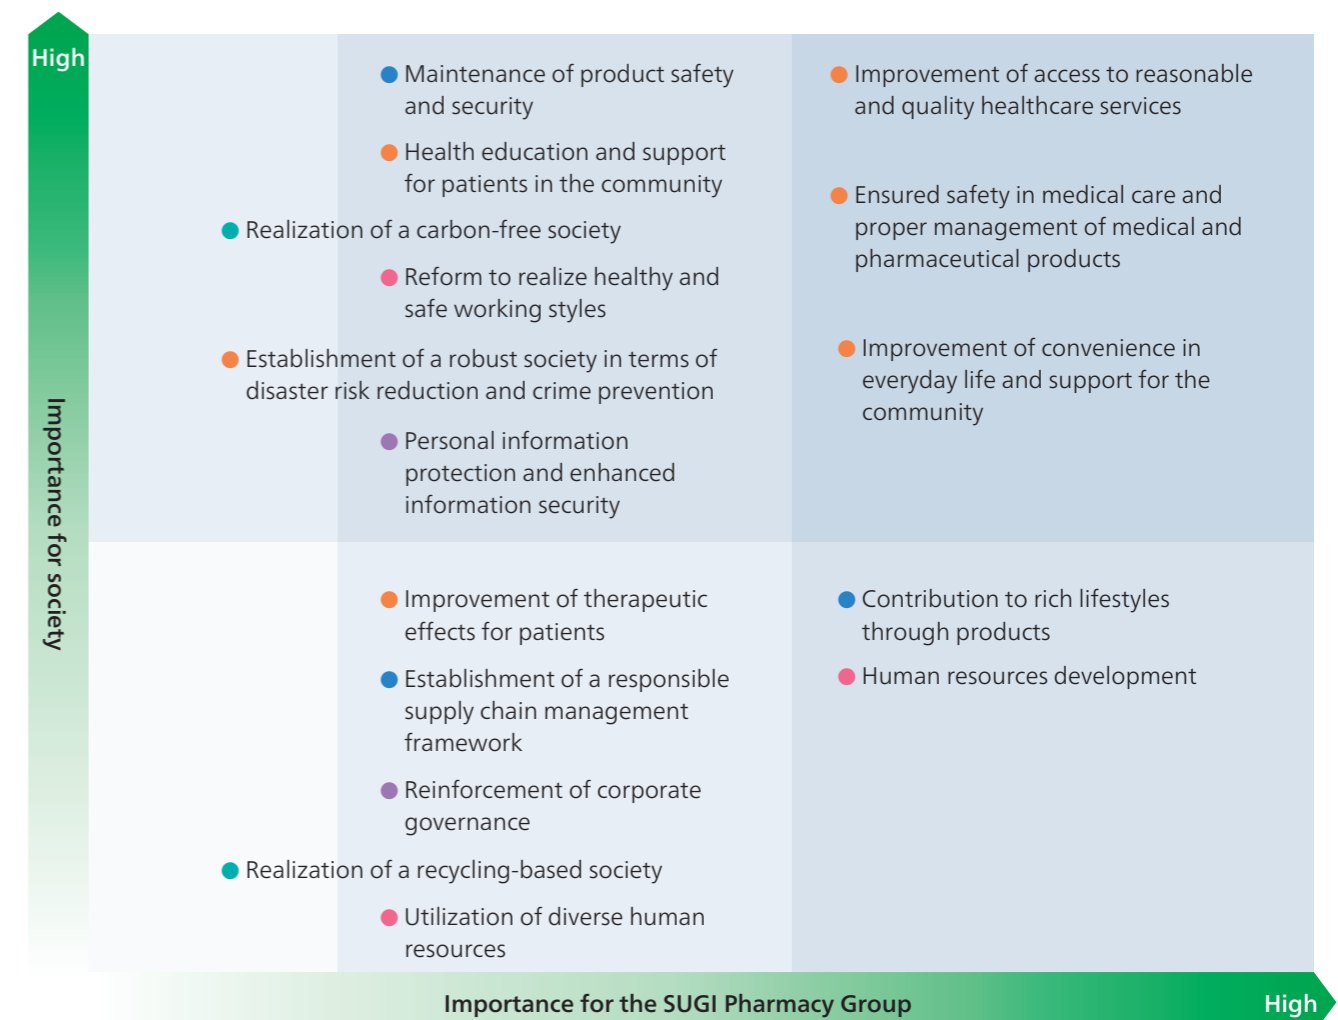 High
Importance for society
Maintenance of product safety
and security
Health education and support
for patients in the community
Realization of a carbon-free society
Reform to realize healthy and
safe working styles
Establishment of a robust society in terms of
disaster risk reduction and crime prevention
Personal information
protection and enhanced
information security
Improvement of access to reasonable
and quality healthcare services
Ensured safety in medical care and
proper management of medical and
pharmaceutical products
Improvement of convenience in
everyday life and support for the
community
Improvement of therapeutic
effects for patients
Establishment of a responsible
supply chain management
framework
Reinforcement of corporate
governance
Realization of a recycling-based society
Utilization of diverse human
resources
Contribution to rich lifestyles
through products
Human resources development
Importance for the SUGI Pharmacy Group
High